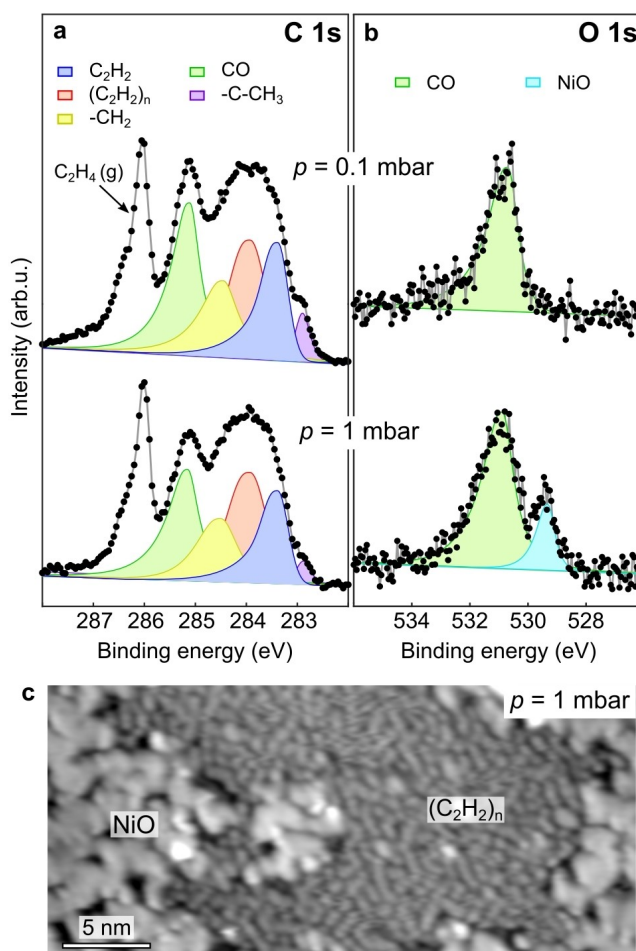 a
C 1s
C₂H₂
CO
(C₂H₂)ₙ
-C-CH₃
-CH₂
C₂H₄ (g)
b
O 1s
CO
NiO
p = 0.1 mbar
p = 1 mbar
Intensity (arb.u.)
287 286 285 284 283
Binding energy (eV)
534 532 530 528
Binding energy (eV)
c
p = 1 mbar
NiO
(C₂H₂)ₙ
5 nm